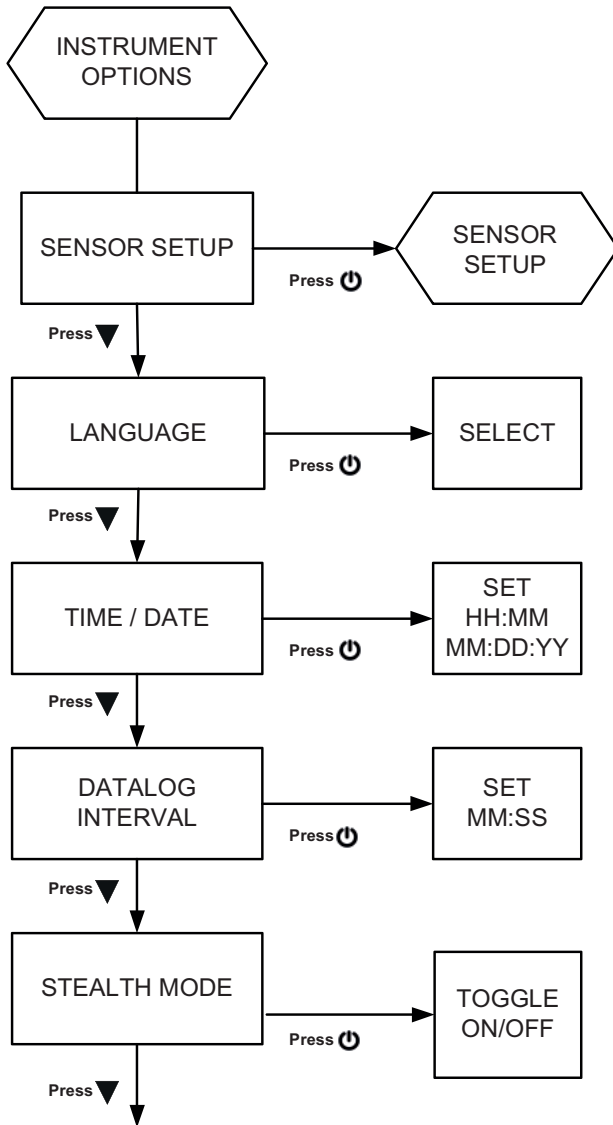 INSTRUMENT
OPTIONS
SENSOR SETUP
Press
SENSOR
SETUP
Press
LANGUAGE
Press
SELECT
Press
TIME / DATE
Press
SET
HH:MM
MM:DD:YY
Press
DATALOG
INTERVAL
Press
SET
MM:SS
Press
STEALTH MODE
Press
TOGGLE
ON/OFF
Press